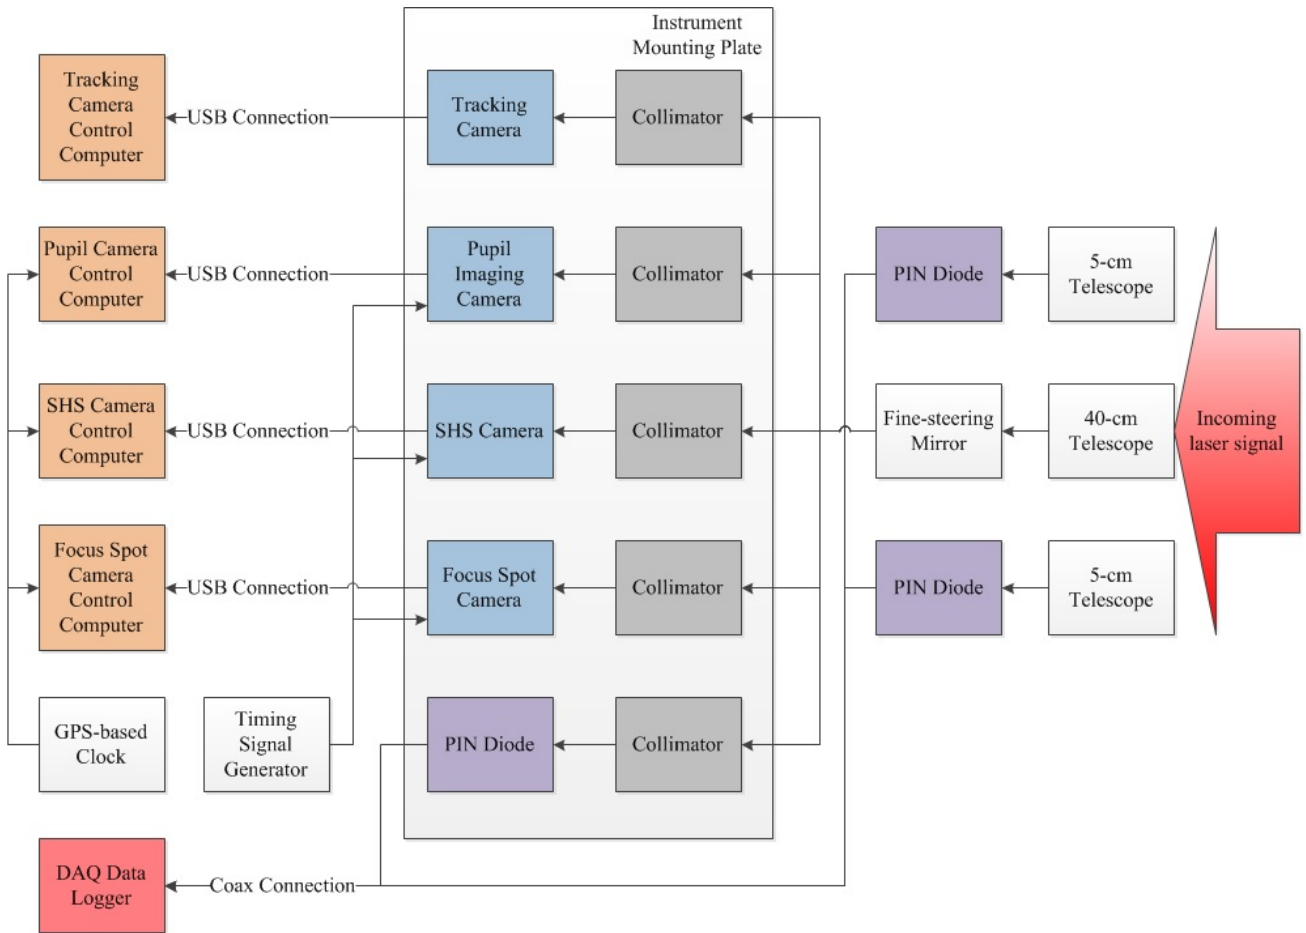 Instrument
Mounting Plate
Tracking
Camera
Control
Computer
USB Connection
Tracking
Camera
Collimator
Pupil Camera
Control
Computer
USB Connection
Pupil
Imaging
Camera
Collimator
PIN Diode
5-cm
Telescope
SHS Camera
Control
Computer
USB Connection
SHS Camera
Collimator
Fine-steering
Mirror
40-cm
Telescope
Incoming
laser signal
Focus Spot
Camera
Control
Computer
USB Connection
Focus Spot
Camera
Collimator
PIN Diode
5-cm
Telescope
GPS-based
Clock
Timing
Signal
Generator
PIN Diode
Collimator
DAQ Data
Logger
Coax Connection